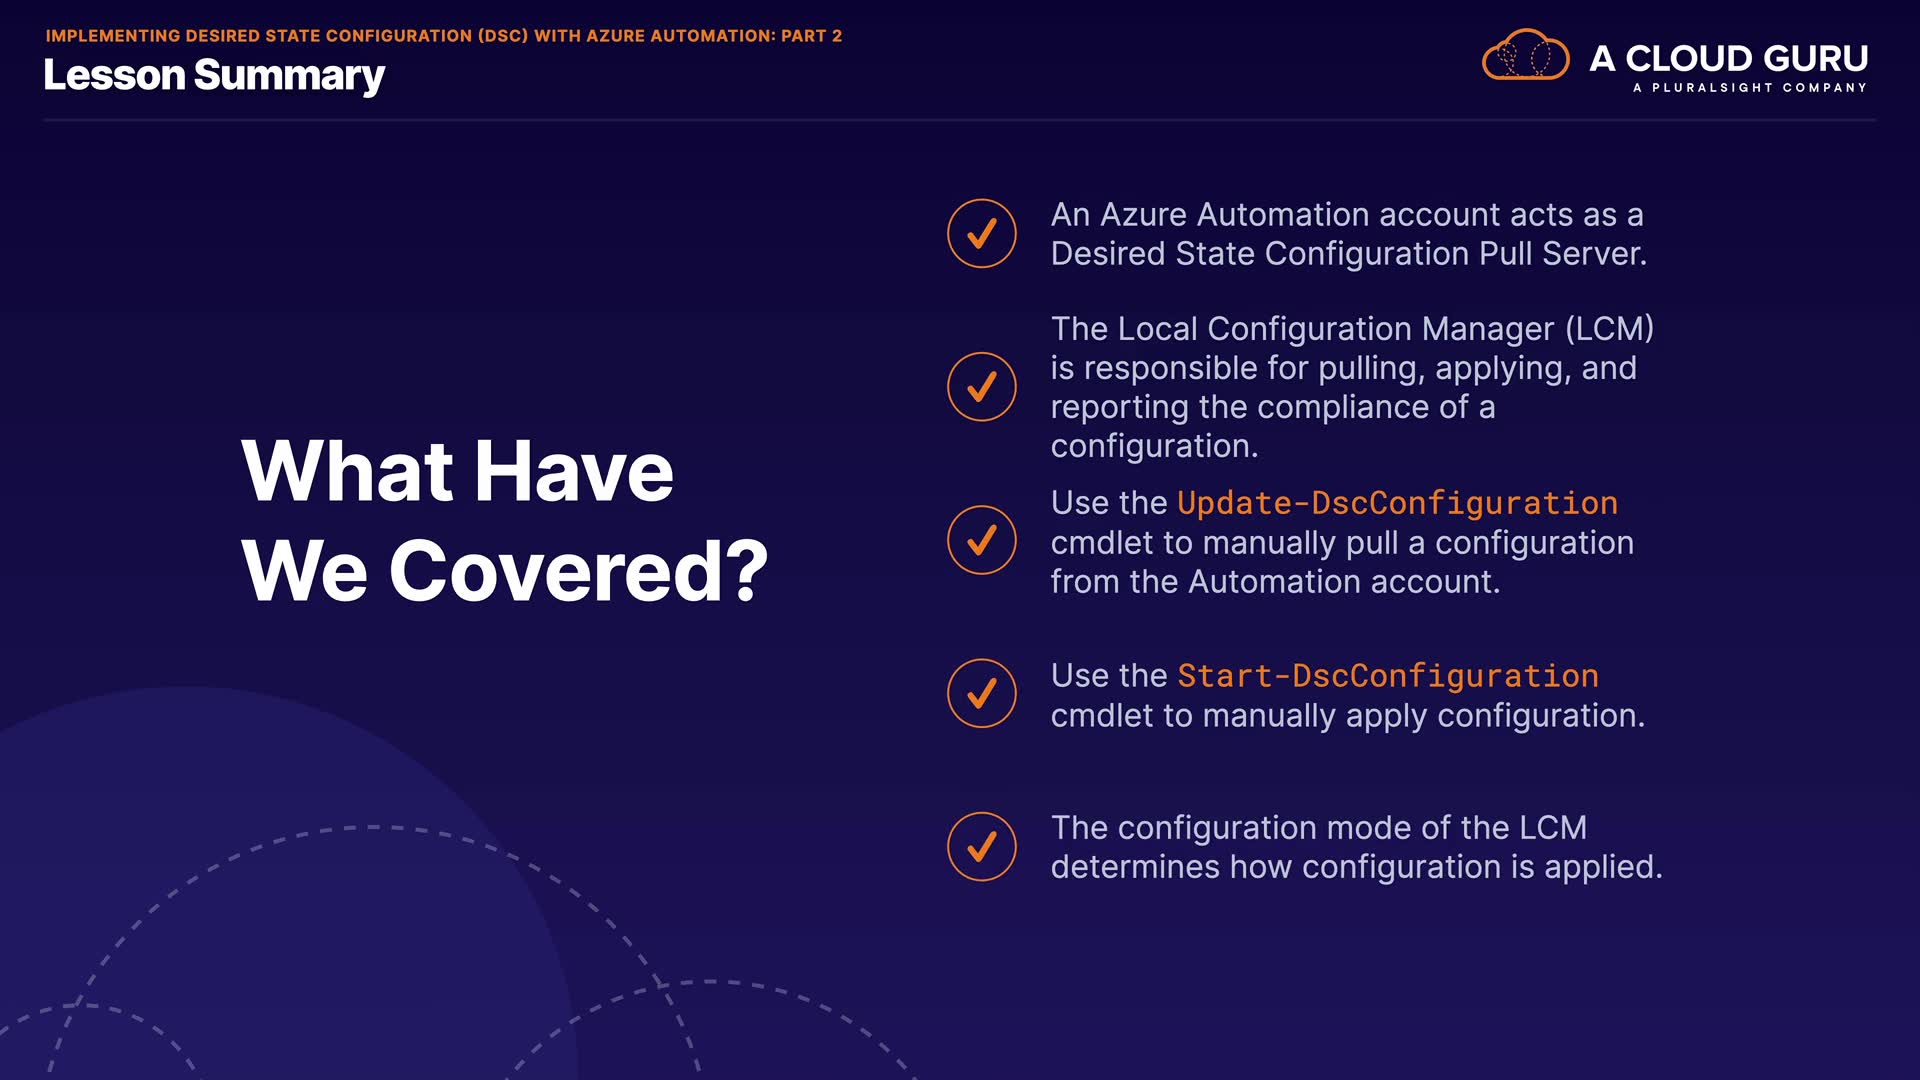 IMPLEMENTING DESIRED STATE CONFIGURATION (DSC) WITH AZURE AUTOMATION: PART 2
Lesson Summary
A CLOUD GURU
A PLURALSIGHT COMPANY
What Have
We Covered?
An Azure Automation account acts as a
Desired State Configuration Pull Server.
The Local Configuration Manager (LCM)
is responsible for pulling, applying, and
reporting the compliance of a
configuration.
Use the Update-DscConfiguration
cmdlet to manually pull a configuration
from the Automation account.
Use the Start-DscConfiguration
cmdlet to manually apply configuration.
The configuration mode of the LCM
determines how configuration is applied.